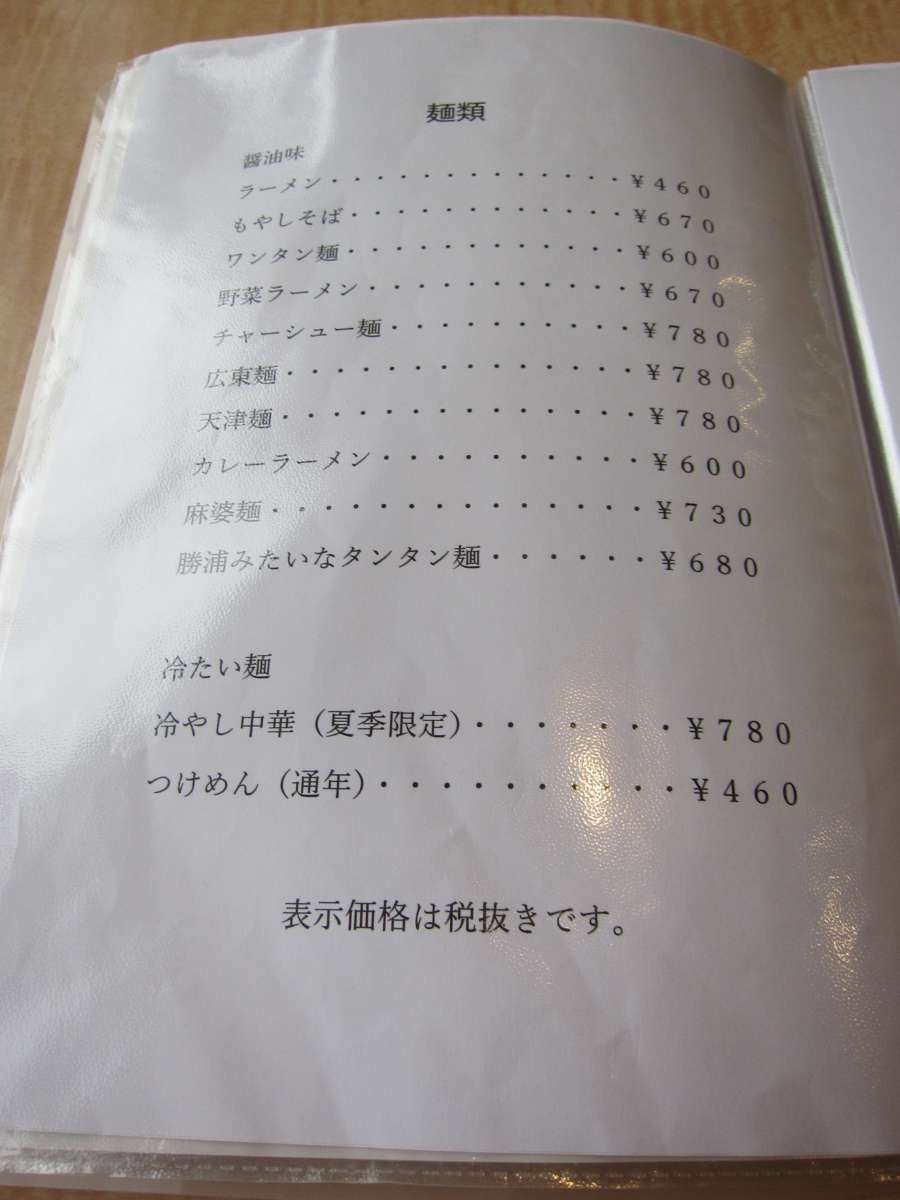 麺類
醤油味
ラーメン・・・・・・・・・・・・・・¥460
もやしそば・・・・・・・・・・・・・¥670
ワンタン麺・・・・・・・・・・・・・¥600
野菜ラーメン・・・・・・・・・・・・¥670
チャーシュー麺・・・・・・・・・・・¥780
広東麺・・・・・・・・・・・・・・・¥780
天津麺・・・・・・・・・・・・・・・¥780
カレーラーメン・・・・・・・・・・・¥600
麻婆麺・・・・・・・・・・・・・・・¥730
勝浦みたいなタンタン麺・・・・・・¥680
冷たい麺
冷やし中華（夏季限定）・・・・・・・¥780
つけめん（通年）・・・・・・・・・・¥460
表示価格は税抜きです。